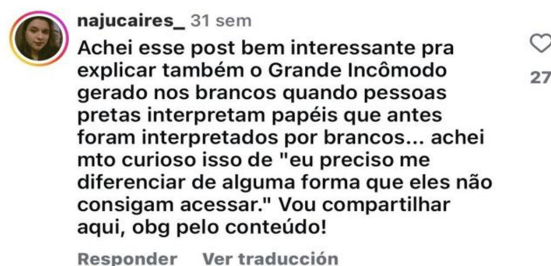 najucaires_ 31 sem
Achei esse post bem interessante pra
explicar também o Grande Incômodo
gerado nos brancos quando pessoas
pretas interpretam papéis que antes
foram interpretados por brancos... achei
mto curioso isso de "eu preciso me
diferenciar de alguma forma que eles não
consigam acessar." Vou compartilhar
aqui, obg pelo conteúdo!
27
Responder Ver traducción